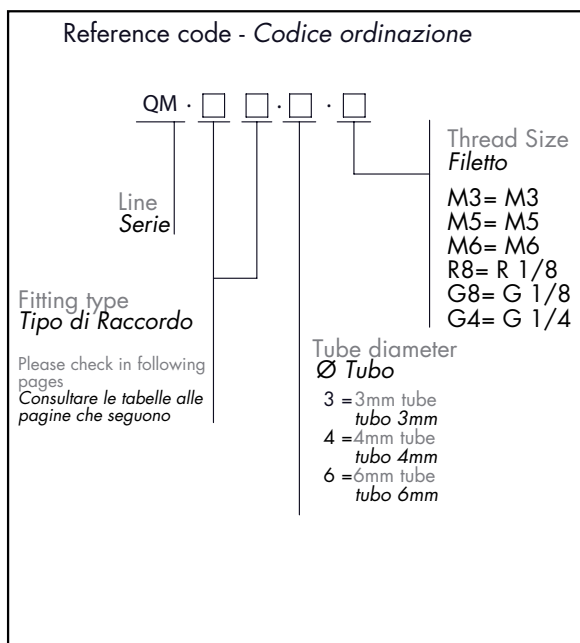 Reference code - Codice ordinazione
QM · □ □ · □ · □
Line
Serie
Fitting type
Tipo di Raccordo
Please check in following
pages
Consultare le tabelle alle
pagine che seguono
Tube diameter
Ø Tubo
3 =3mm tube
tubo 3mm
4 =4mm tube
tubo 4mm
6 =6mm tube
tubo 6mm
Thread Size
Filetto
M3= M3
M5= M5
M6= M6
R8= R 1/8
G8= G 1/8
G4= G 1/4